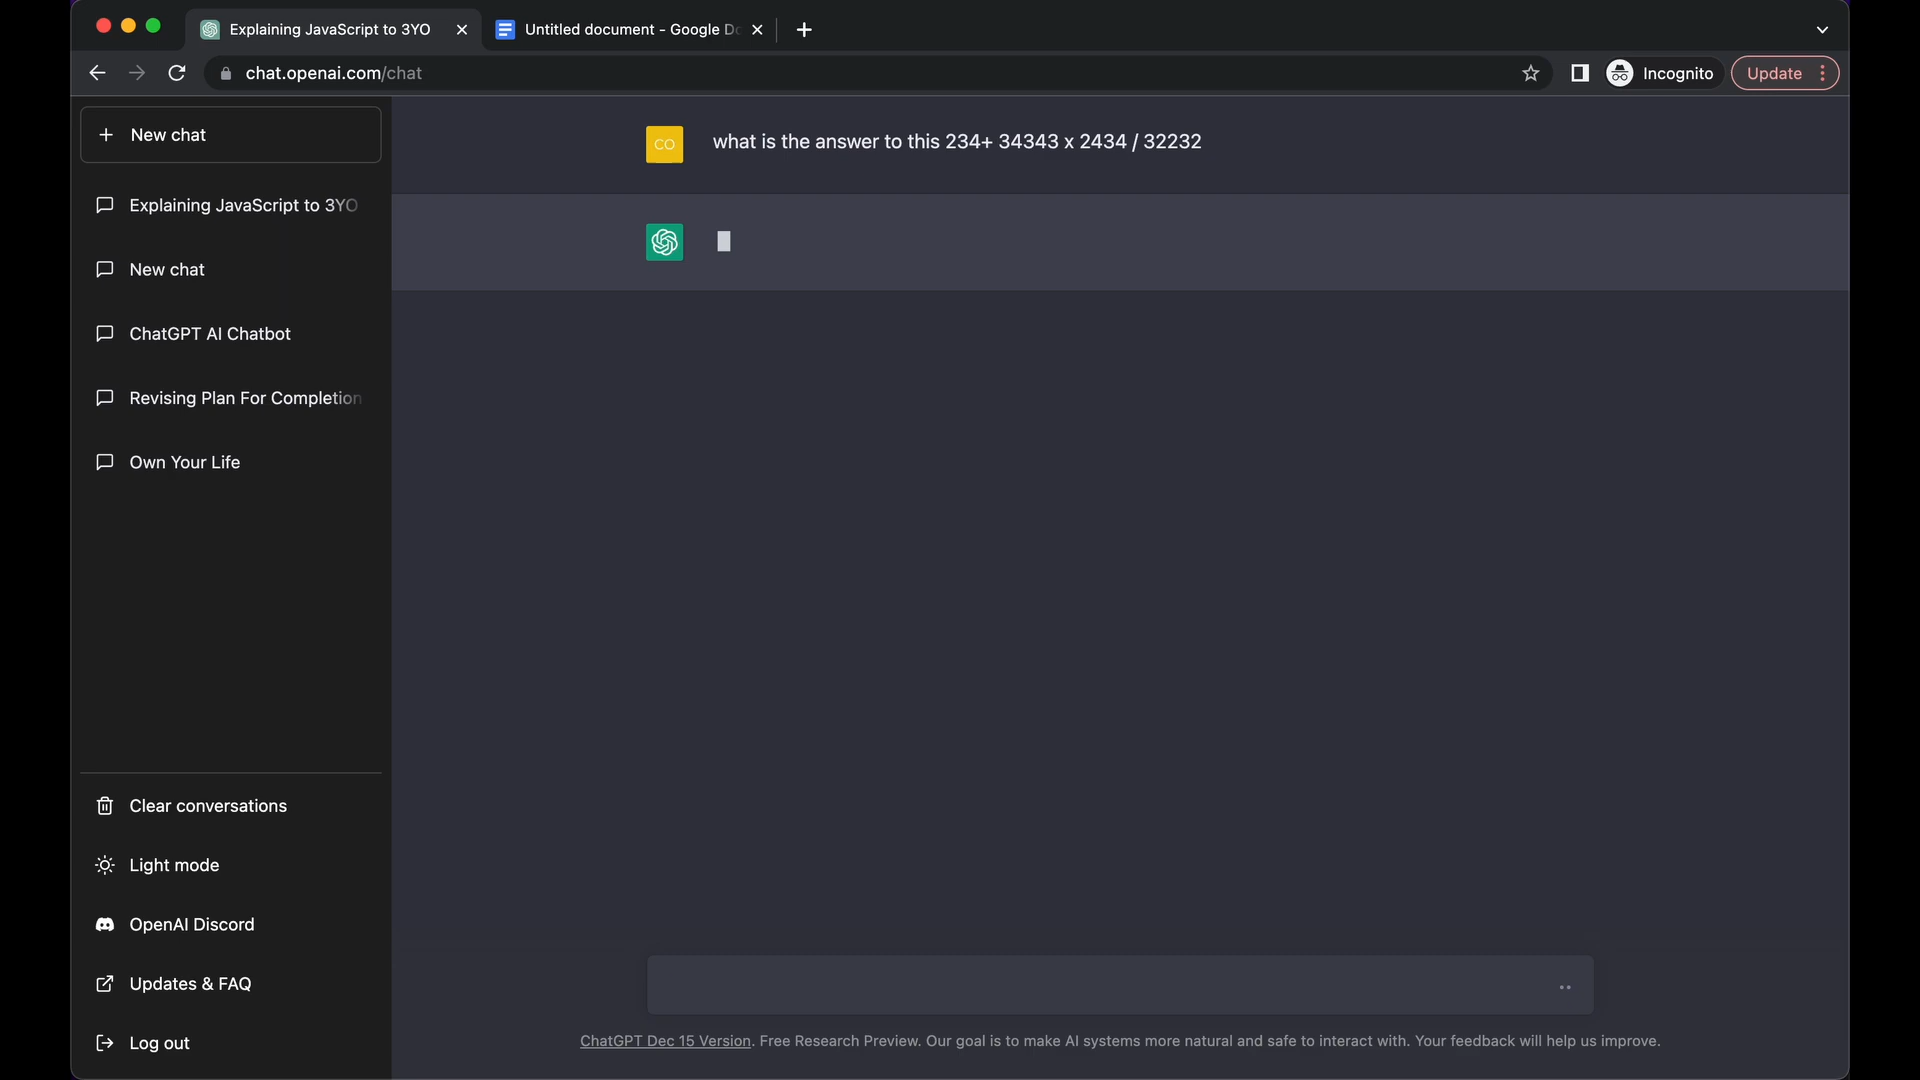 Explaining JavaScript to 3YO
Untitled document - Google Do
chat.openai.com/chat
Incognito
Update
New chat
Explaining JavaScript to 3YO
New chat
ChatGPT AI Chatbot
Revising Plan For Completion
Own Your Life
CO
what is the answer to this 234+ 34343 x 2434 / 32232
Clear conversations
Light mode
OpenAI Discord
Updates & FAQ
Log out
ChatGPT Dec 15 Version. Free Research Preview. Our goal is to make AI systems more natural and safe to interact with. Your feedback will help us improve.